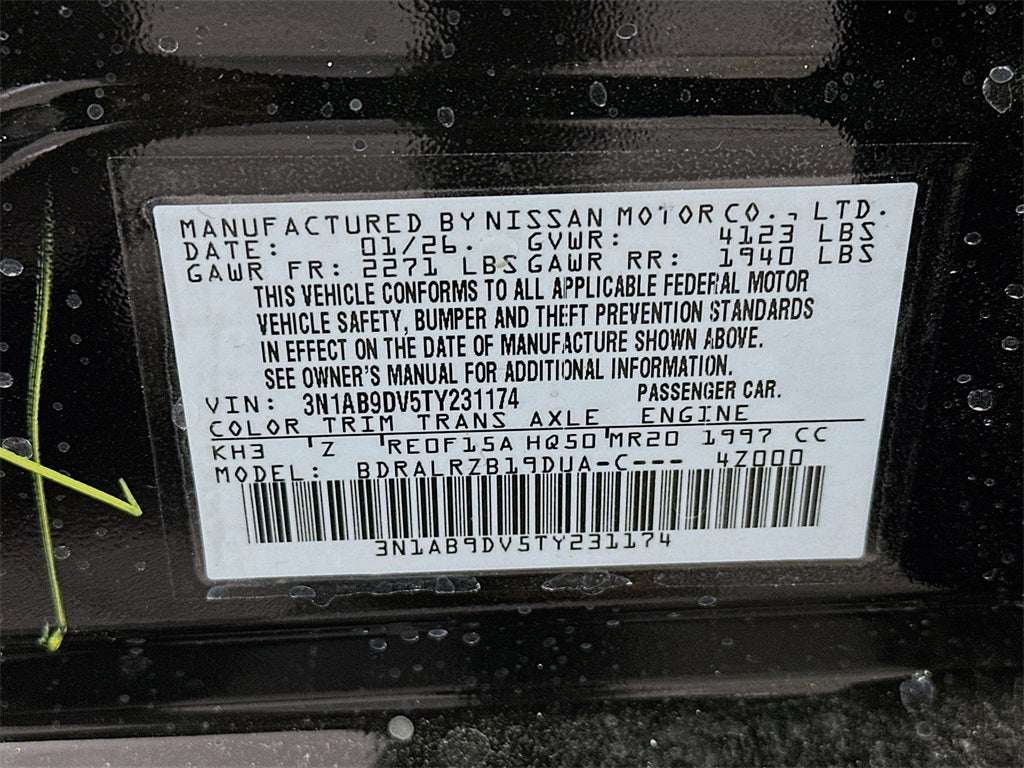 MANUFACTURED BY NISSAN MOTOR CO., LTD.
DATE: 01/26. GVWR: 4123 LBS
GAWR FR: 2271 LBS GAWR RR: 1940 LBS
THIS VEHICLE CONFORMS TO ALL APPLICABLE FEDERAL MOTOR
VEHICLE SAFETY, BUMPER AND THEFT PREVENTION STANDARDS
IN EFFECT ON THE DATE OF MANUFACTURE SHOWN ABOVE.
SEE OWNER'S MANUAL FOR ADDITIONAL INFORMATION.
VIN: 3N1AB9DV5TY231174 PASSENGER CAR.
COLOR TRIM TRANS AXLE ENGINE
KH3 Z RE0F15A HQ50 MR20 1997 CC
MODEL: BDRALRZB19DUA-C--- 4Z000
3N1AB9DV5TY231174